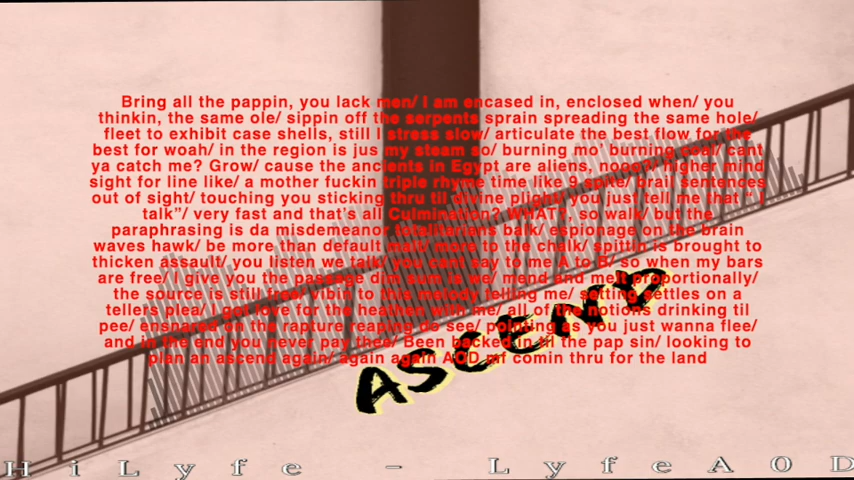 Bring all the pappin, you lack men/ I am encased in, enclosed when/ you
thinkin, the same ole/ sippin off the serpents sprain spreading the same hole/
fleet to exhibit case shells, still I stress slow/ articulate the best flow for the
best for woah/ in the region is jus my steam so/ burning mo' burning coal/ cant
ya catch me? Grow/ cause the ancients in Egypt are aliens, nooo?/ higher mind
sight for line like/ a mother fuckin triple rhyme time like 9 spite/ brail sentences
out of sight/ touching you sticking thru til divine plight/ you just tell me that “ I
talk”/ very fast and that's all Culmination? WHAT?, so walk/ but the
paraphrasing is da misdemeanor totalitarians balk/ espionage on the brain
waves hawk/ be more than default mall/ more to the chalk/ spittin is brought to
thicken assault/ you listen we talk/ you cant say to me A to B/ so when my bars
are free/ I give you the passage dim sum is we/ mend and melt proportionally/
the source is still free/ vibin to this melody telling me/ setting settles on a
tellers plea/ I got love for the heathen with me/ all of the notions drinking til
pee/ ensnared on the rapture reaping do see/ pointing as you just wanna flee/
and in the end you never pay thee/ Been backed in til the pap sin/ looking to
plan an ascend again/ again again AOD mf comin thru for the land
ASCEND
HiLyfe - LyfeAOD